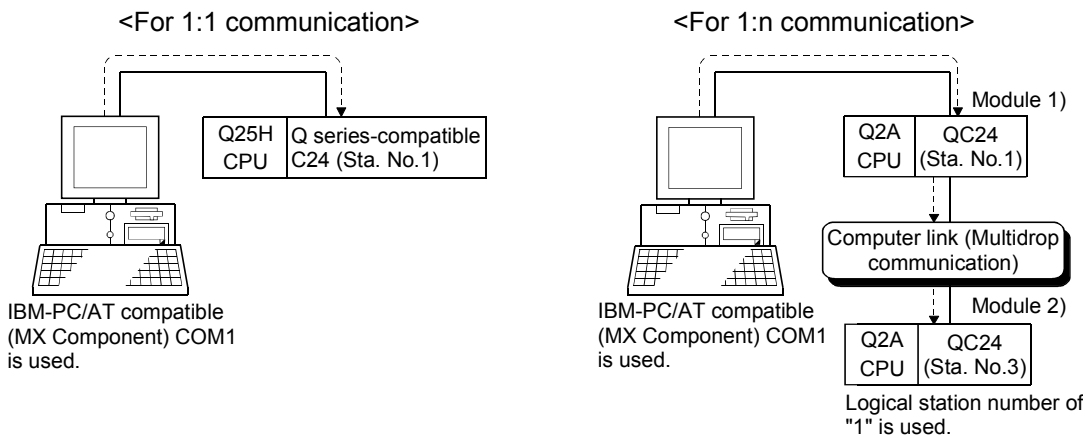 <For 1:1 communication>
Q25H
CPU
Q series-compatible
C24 (Sta. No.1)
IBM-PC/AT compatible
(MX Component) COM1
is used.
<For 1:n communication>
Module 1)
Q2A
CPU
QC24
(Sta. No.1)
Computer link (Multidrop
communication)
Module 2)
Q2A
CPU
QC24
(Sta. No.3)
IBM-PC/AT compatible
(MX Component) COM1
is used.
Logical station number of
"1" is used.